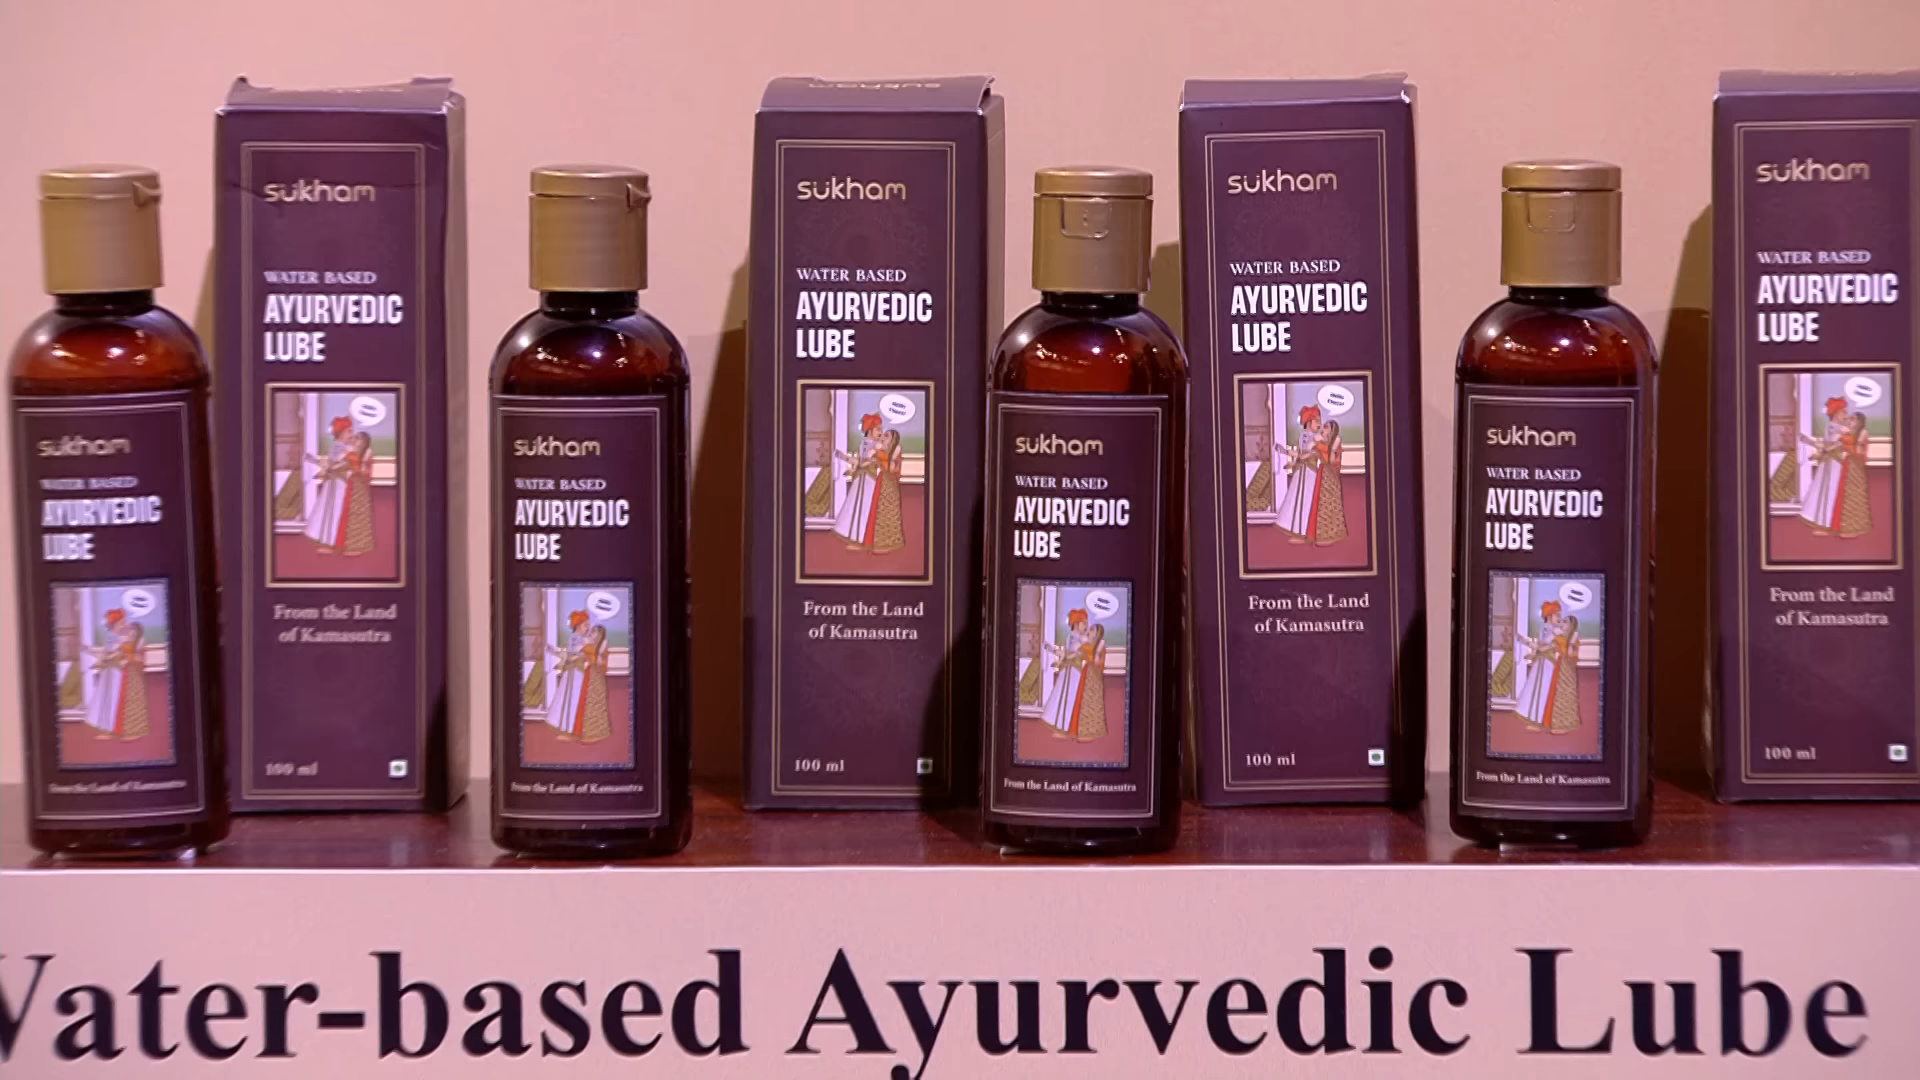 sukham
WATER BASED
AYURVEDIC
LUBE
From the Land
of Kamasutra
100 ml
sukham
WATER BASED
AYURVEDIC
LUBE
From the Land
of Kamasutra
100 ml
sukham
WATER BASED
AYURVEDIC
LUBE
From the Land
of Kamasutra
100 ml
sukham
WATER BASED
AYURVEDIC
LUBE
From the Land
of Kamasutra
100 ml
sukham
WATER BASED
AYURVEDIC
LUBE
From the Land of Kamasutra
sukham
WATER BASED
AYURVEDIC
LUBE
From the Land of Kamasutra
sukham
WATER BASED
AYURVEDIC
LUBE
From the Land of Kamasutra
sukham
WATER BASED
AYURVEDIC
LUBE
From the Land of Kamasutra
Water-based Ayurvedic Lube